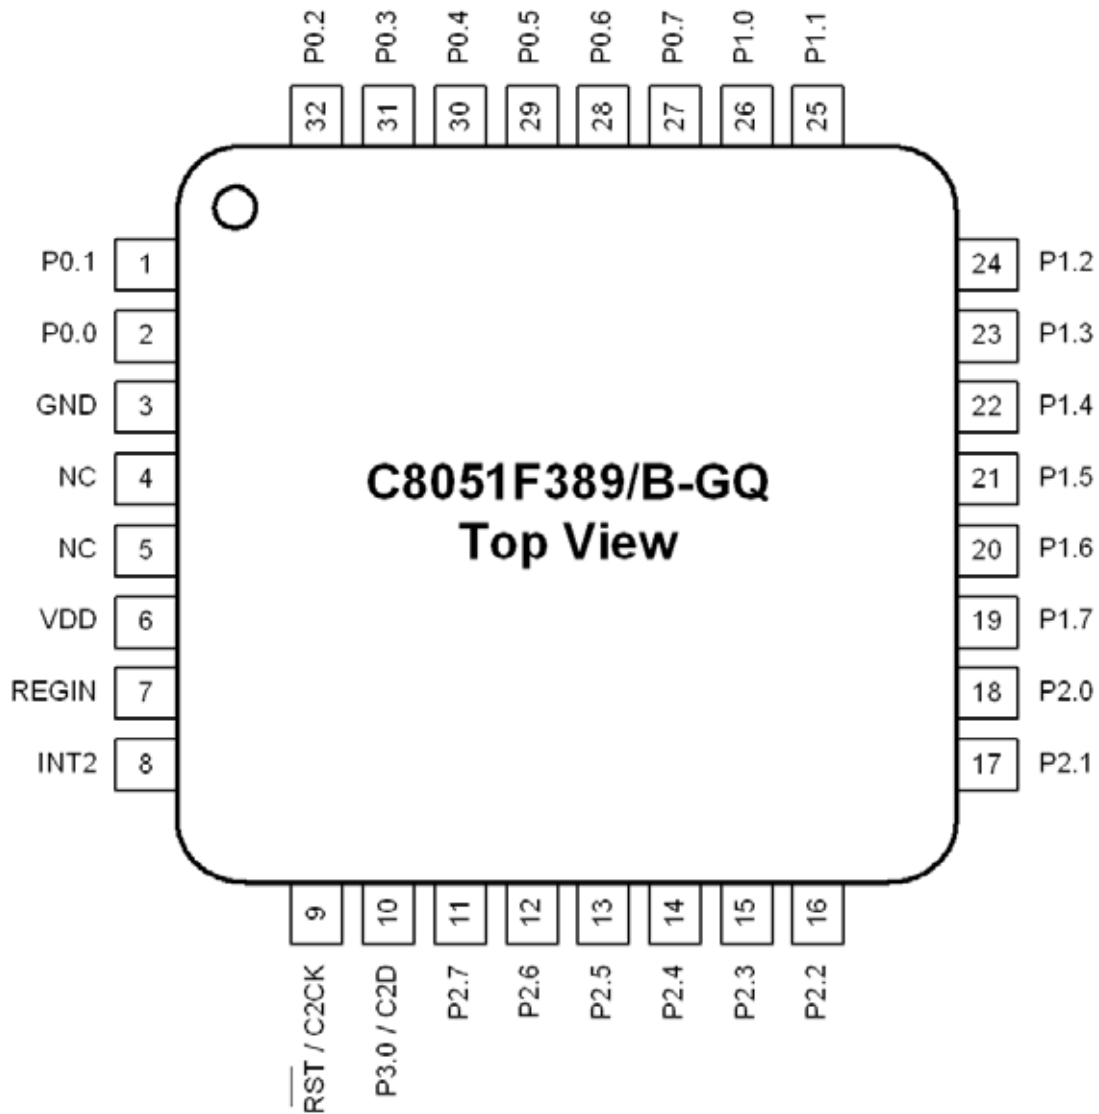 P0.2
P0.3
P0.4
P0.5
P0.6
P0.7
P1.0
P1.1
32
31
30
29
28
27
26
25
P0.1 1
P0.0 2
GND 3
NC 4
NC 5
VDD 6
REGIN 7
INT2 8
C8051F389/B-GQ
Top View
24 P1.2
23 P1.3
22 P1.4
21 P1.5
20 P1.6
19 P1.7
18 P2.0
17 P2.1
9
10
11
12
13
14
15
16
RST / C2CK
P3.0 / C2D
P2.7
P2.6
P2.5
P2.4
P2.3
P2.2